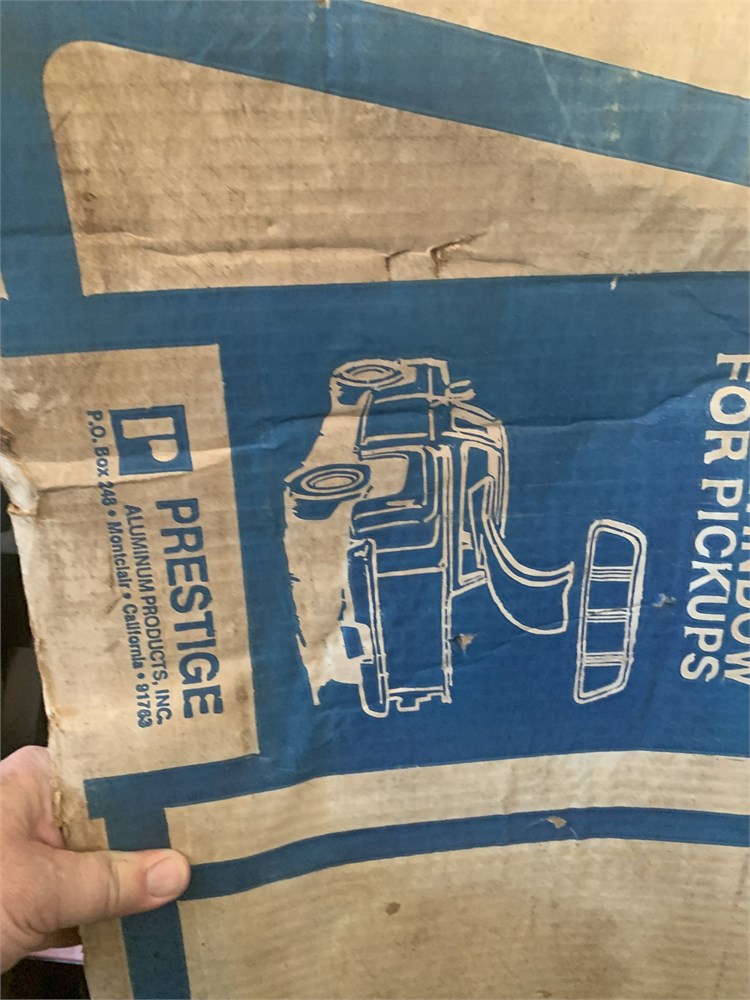 FOR PICKUPS
P
PRESTIGE
ALUMINUM PRODUCTS, INC.
P.O. Box 248 • Montclair • California • 91763